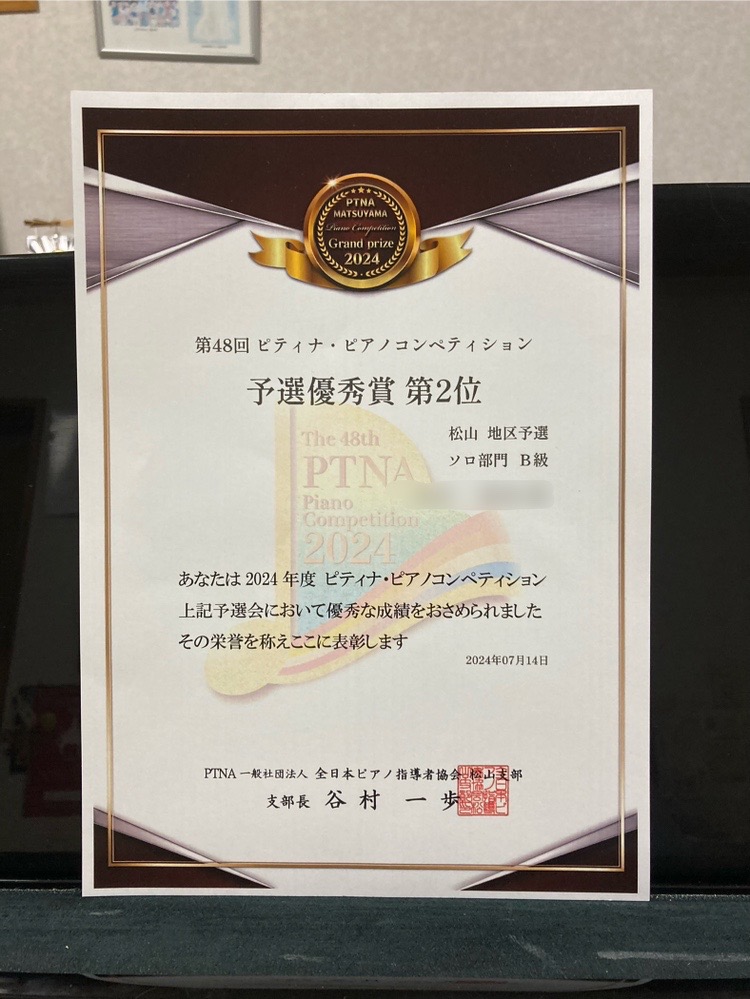 PTNA
MATSUYAMA
Piano Competition
Grand prize
2024
第48回 ピティナ・ピアノコンペティション
予選優秀賞 第2位
松山 地区予選
ソロ部門 B級
The 48th
PTNA
Piano
Competition
2024
あなたは 2024 年度 ピティナ・ピアノコンペティション
上記予選会において優秀な成績をおさめられました
その栄誉を称えここに表彰します
2024年07月14日
PTNA 一般社団法人 全日本ピアノ指導者協会 松山支部
支部長 谷村 一歩